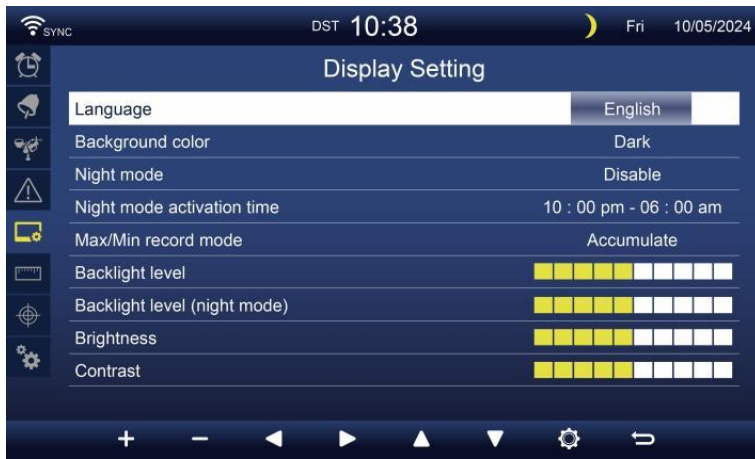 SYNC DST 10:38 Fri 10/05/2024
Display Setting
Language English
Background color Dark
Night mode Disable
Night mode activation time 10 : 00 pm - 06 : 00 am
Max/Min record mode Accumulate
Backlight level
Backlight level (night mode)
Brightness
Contrast